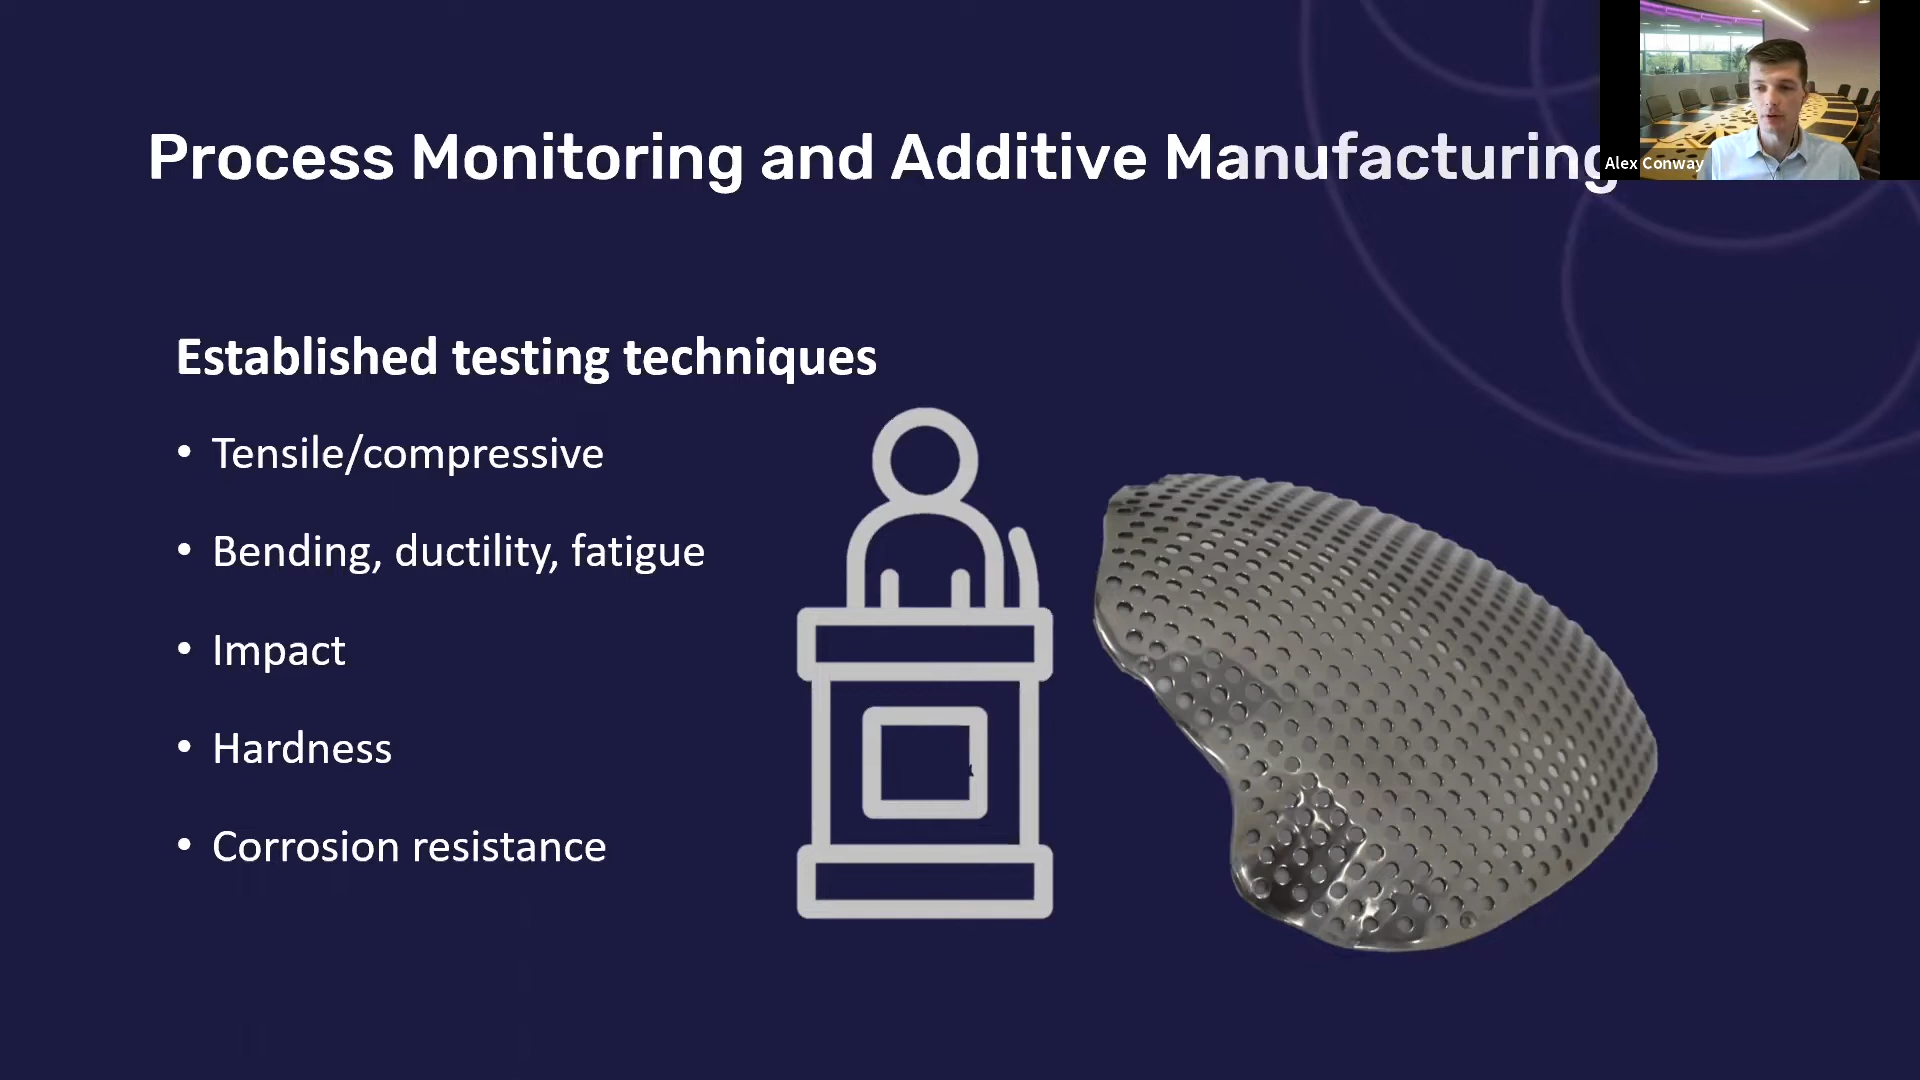 Process Monitoring and Additive Manufacturing
Alex Conway
Established testing techniques
• Tensile/compressive
• Bending, ductility, fatigue
• Impact
• Hardness
• Corrosion resistance